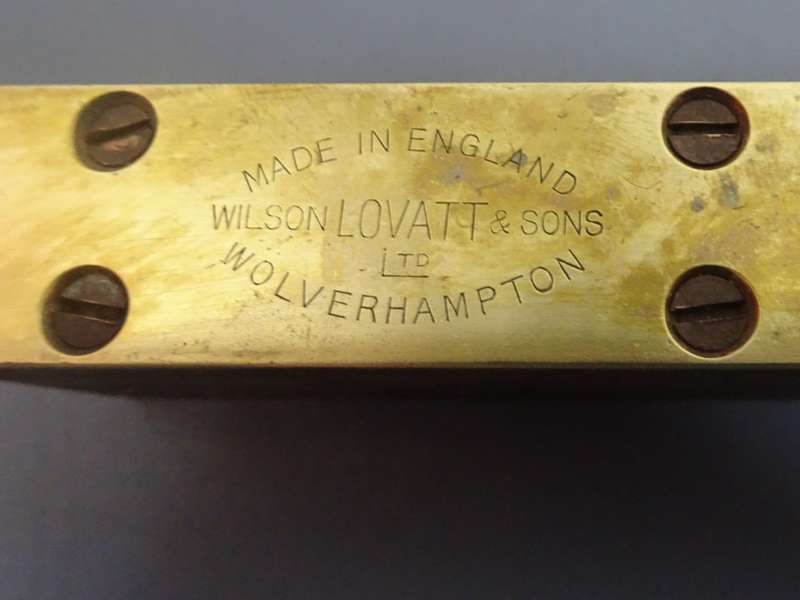 MADE IN ENGLAND
WILSON LOVATT & SONS
LTD
WOLVERHAMPTON